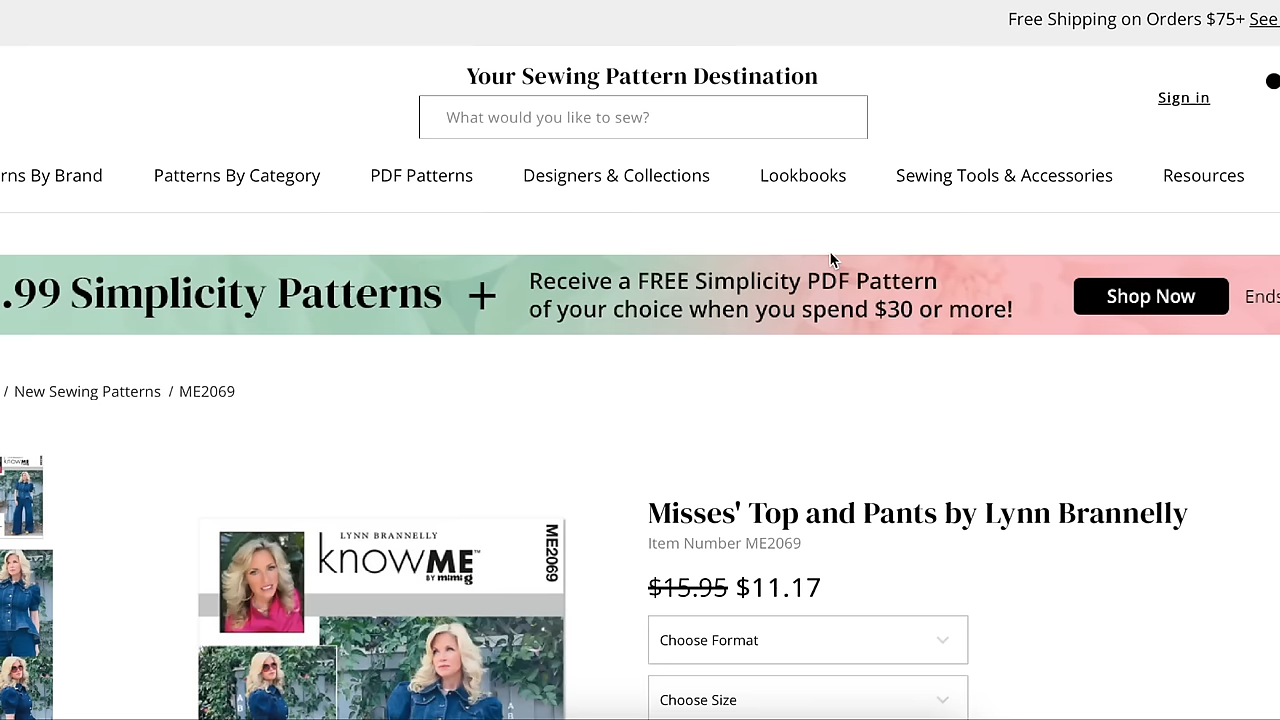 Free Shipping on Orders $75+ See
Your Sewing Pattern Destination
What would you like to sew?
Sign in
rns By Brand Patterns By Category PDF Patterns Designers & Collections Lookbooks Sewing Tools & Accessories Resources
.99 Simplicity Patterns +
Receive a FREE Simplicity PDF Pattern
of your choice when you spend $30 or more!
Shop Now
Ends
/ New Sewing Patterns / ME2069
LYNN BRANNELLY
knowME™
BY mimi g
ME2069
A
B
A
B
knowME
Misses' Top and Pants by Lynn Brannelly
Item Number ME2069
$15.95 $11.17
Choose Format
Choose Size